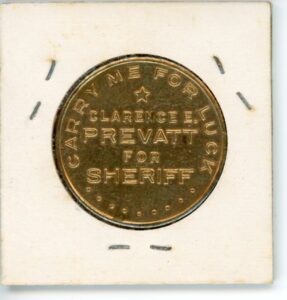 CARRY ME FOR LUCK
CLARENCE E.
PREVATT
FOR
SHERIFF